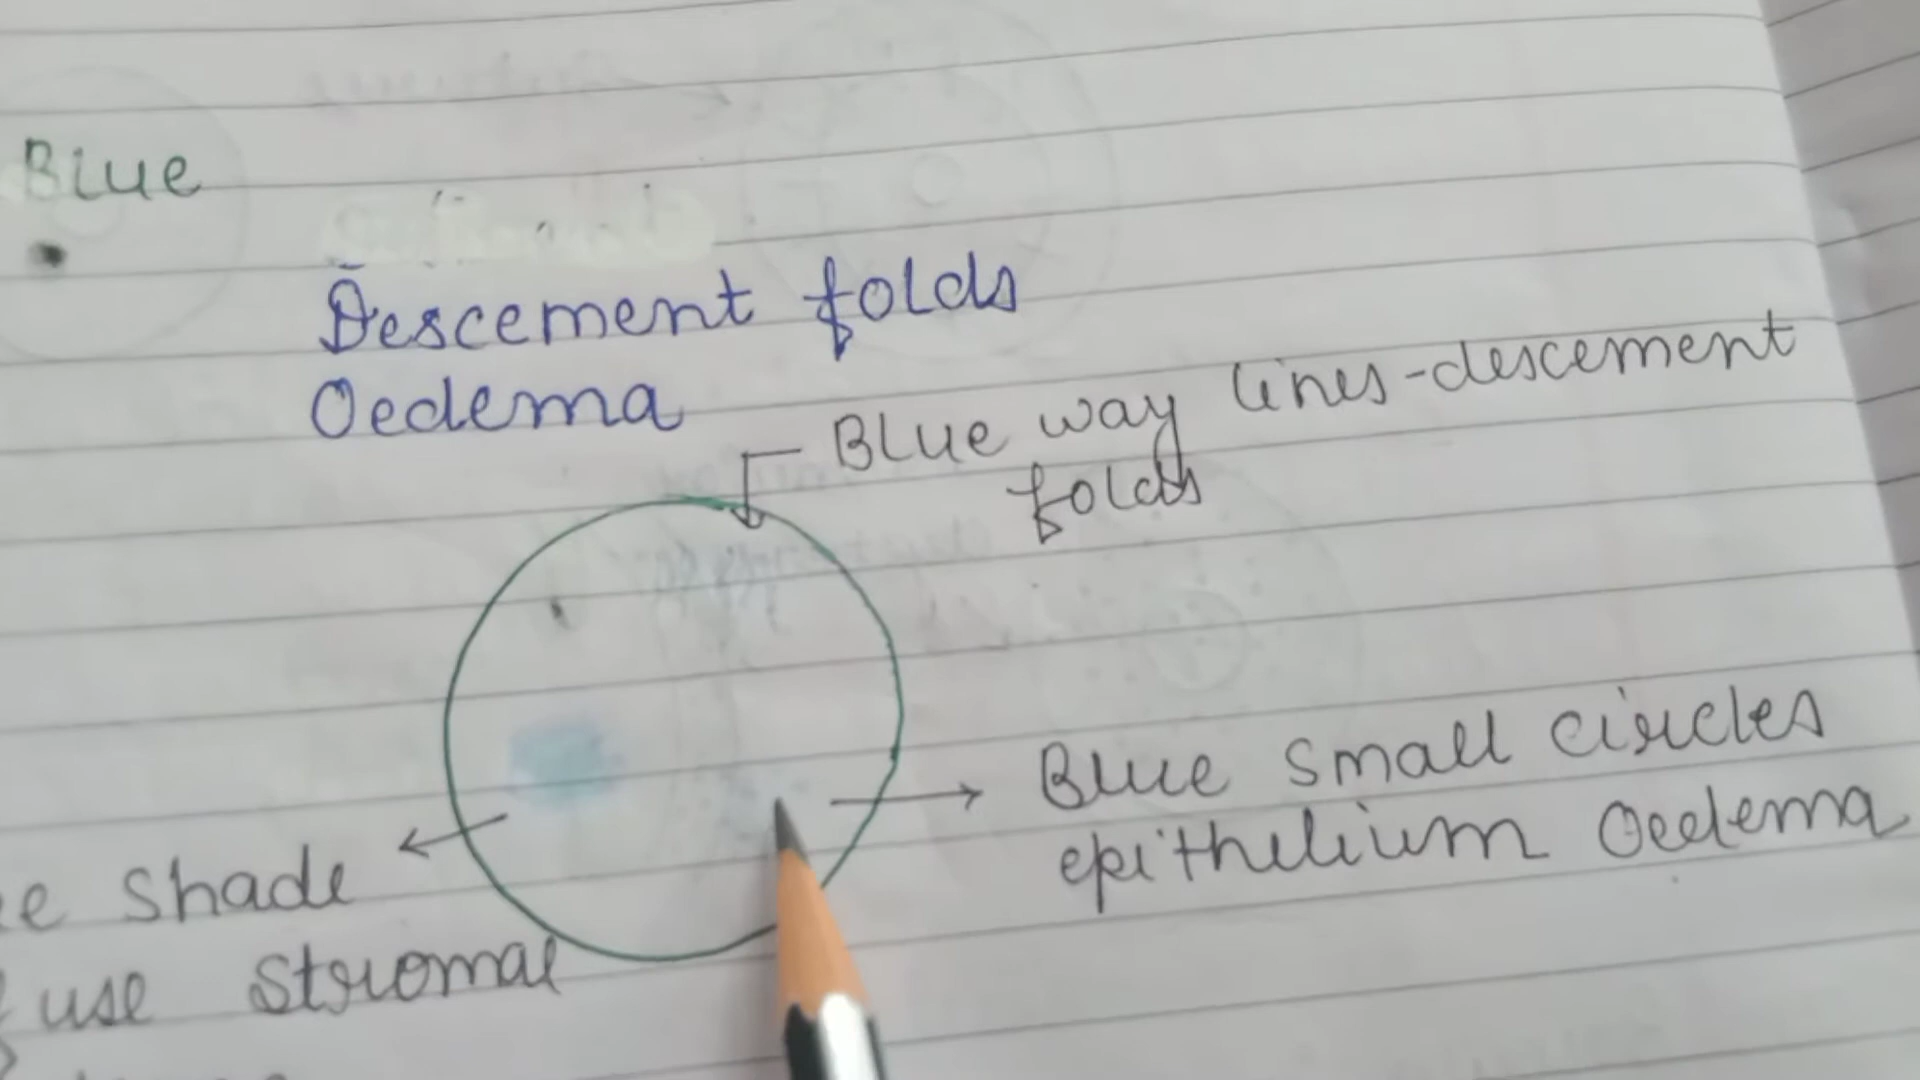 Blue
Descement folds
Oedema
Blue way lines-descement
folds
Blue small circles
epithelium Oedema
shade
use stromal